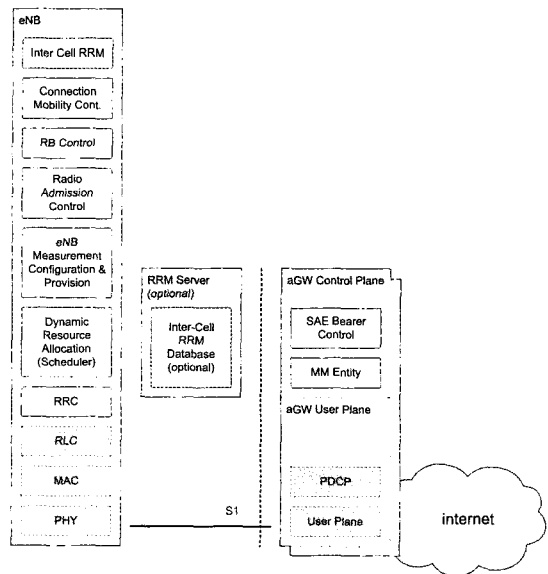 eNB
Inter Cell RRM
Connection
Mobility Cont.
RB Control
Radio
Admission
Control
eNB
Measurement
Configuration &
Provision
Dynamic
Resource
Allocation
(Scheduler)
RRC
RLC
MAC
PHY
RRM Server
(optional)
Inter-Cell
RRM
Database
(optional)
S1
aGW Control Plane
SAE Bearer
Control
MM Entity
aGW User Plane
PDCP
User Plane
internet